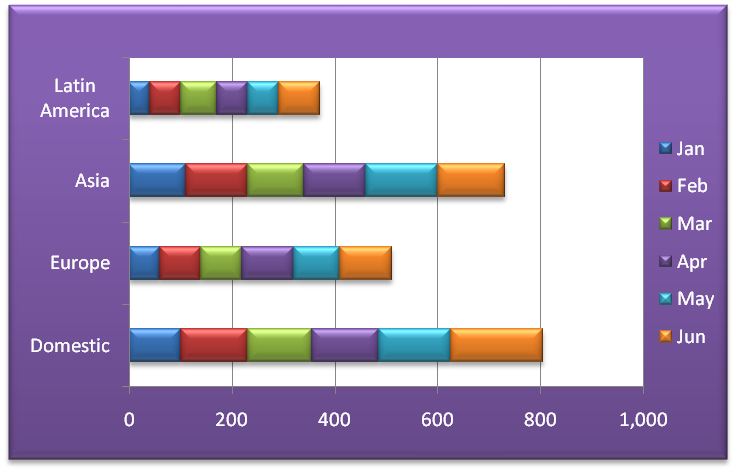 Latin
America
Asia
Europe
Domestic
0 200 400 600 800 1,000
Jan
Feb
Mar
Apr
May
Jun